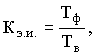 Кэ.и. = Тф / Тв ,